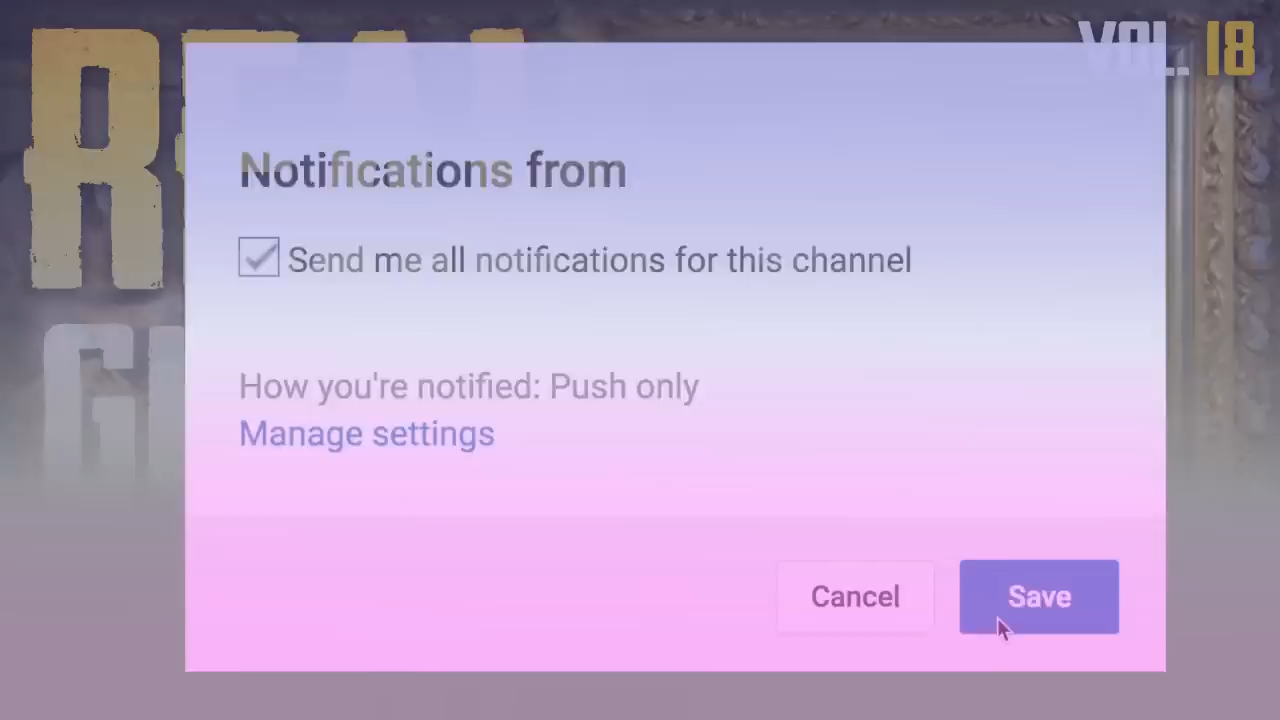 REAL
VOL. 18
Notifications from
Send me all notifications for this channel
How you're notified: Push only
Manage settings
Cancel
Save